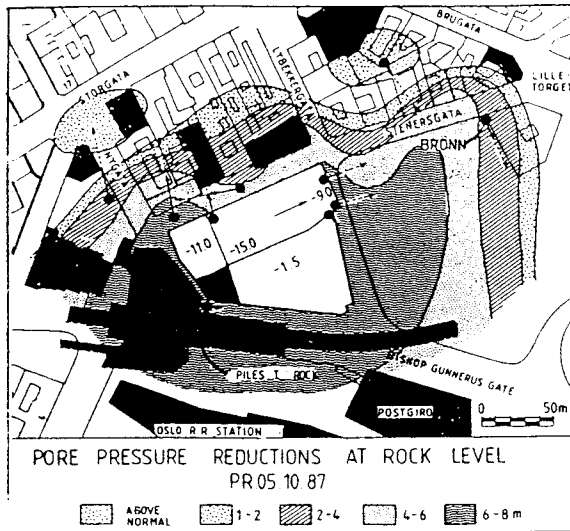 BRUGATA
STORGATA
LILLE
TORGET
STENERSGATA
BRØNN
-9.0
-11.0
-15.0
-1.5
BISKOP GUNNERUS GATE
PILES T. ROCK
POSTGIRO
0 50m
OSLO R.R. STATION
PORE PRESSURE REDUCTIONS AT ROCK LEVEL
PR.05.10.87
ABOVE NORMAL 1-2 2-4 4-6 6-8 m